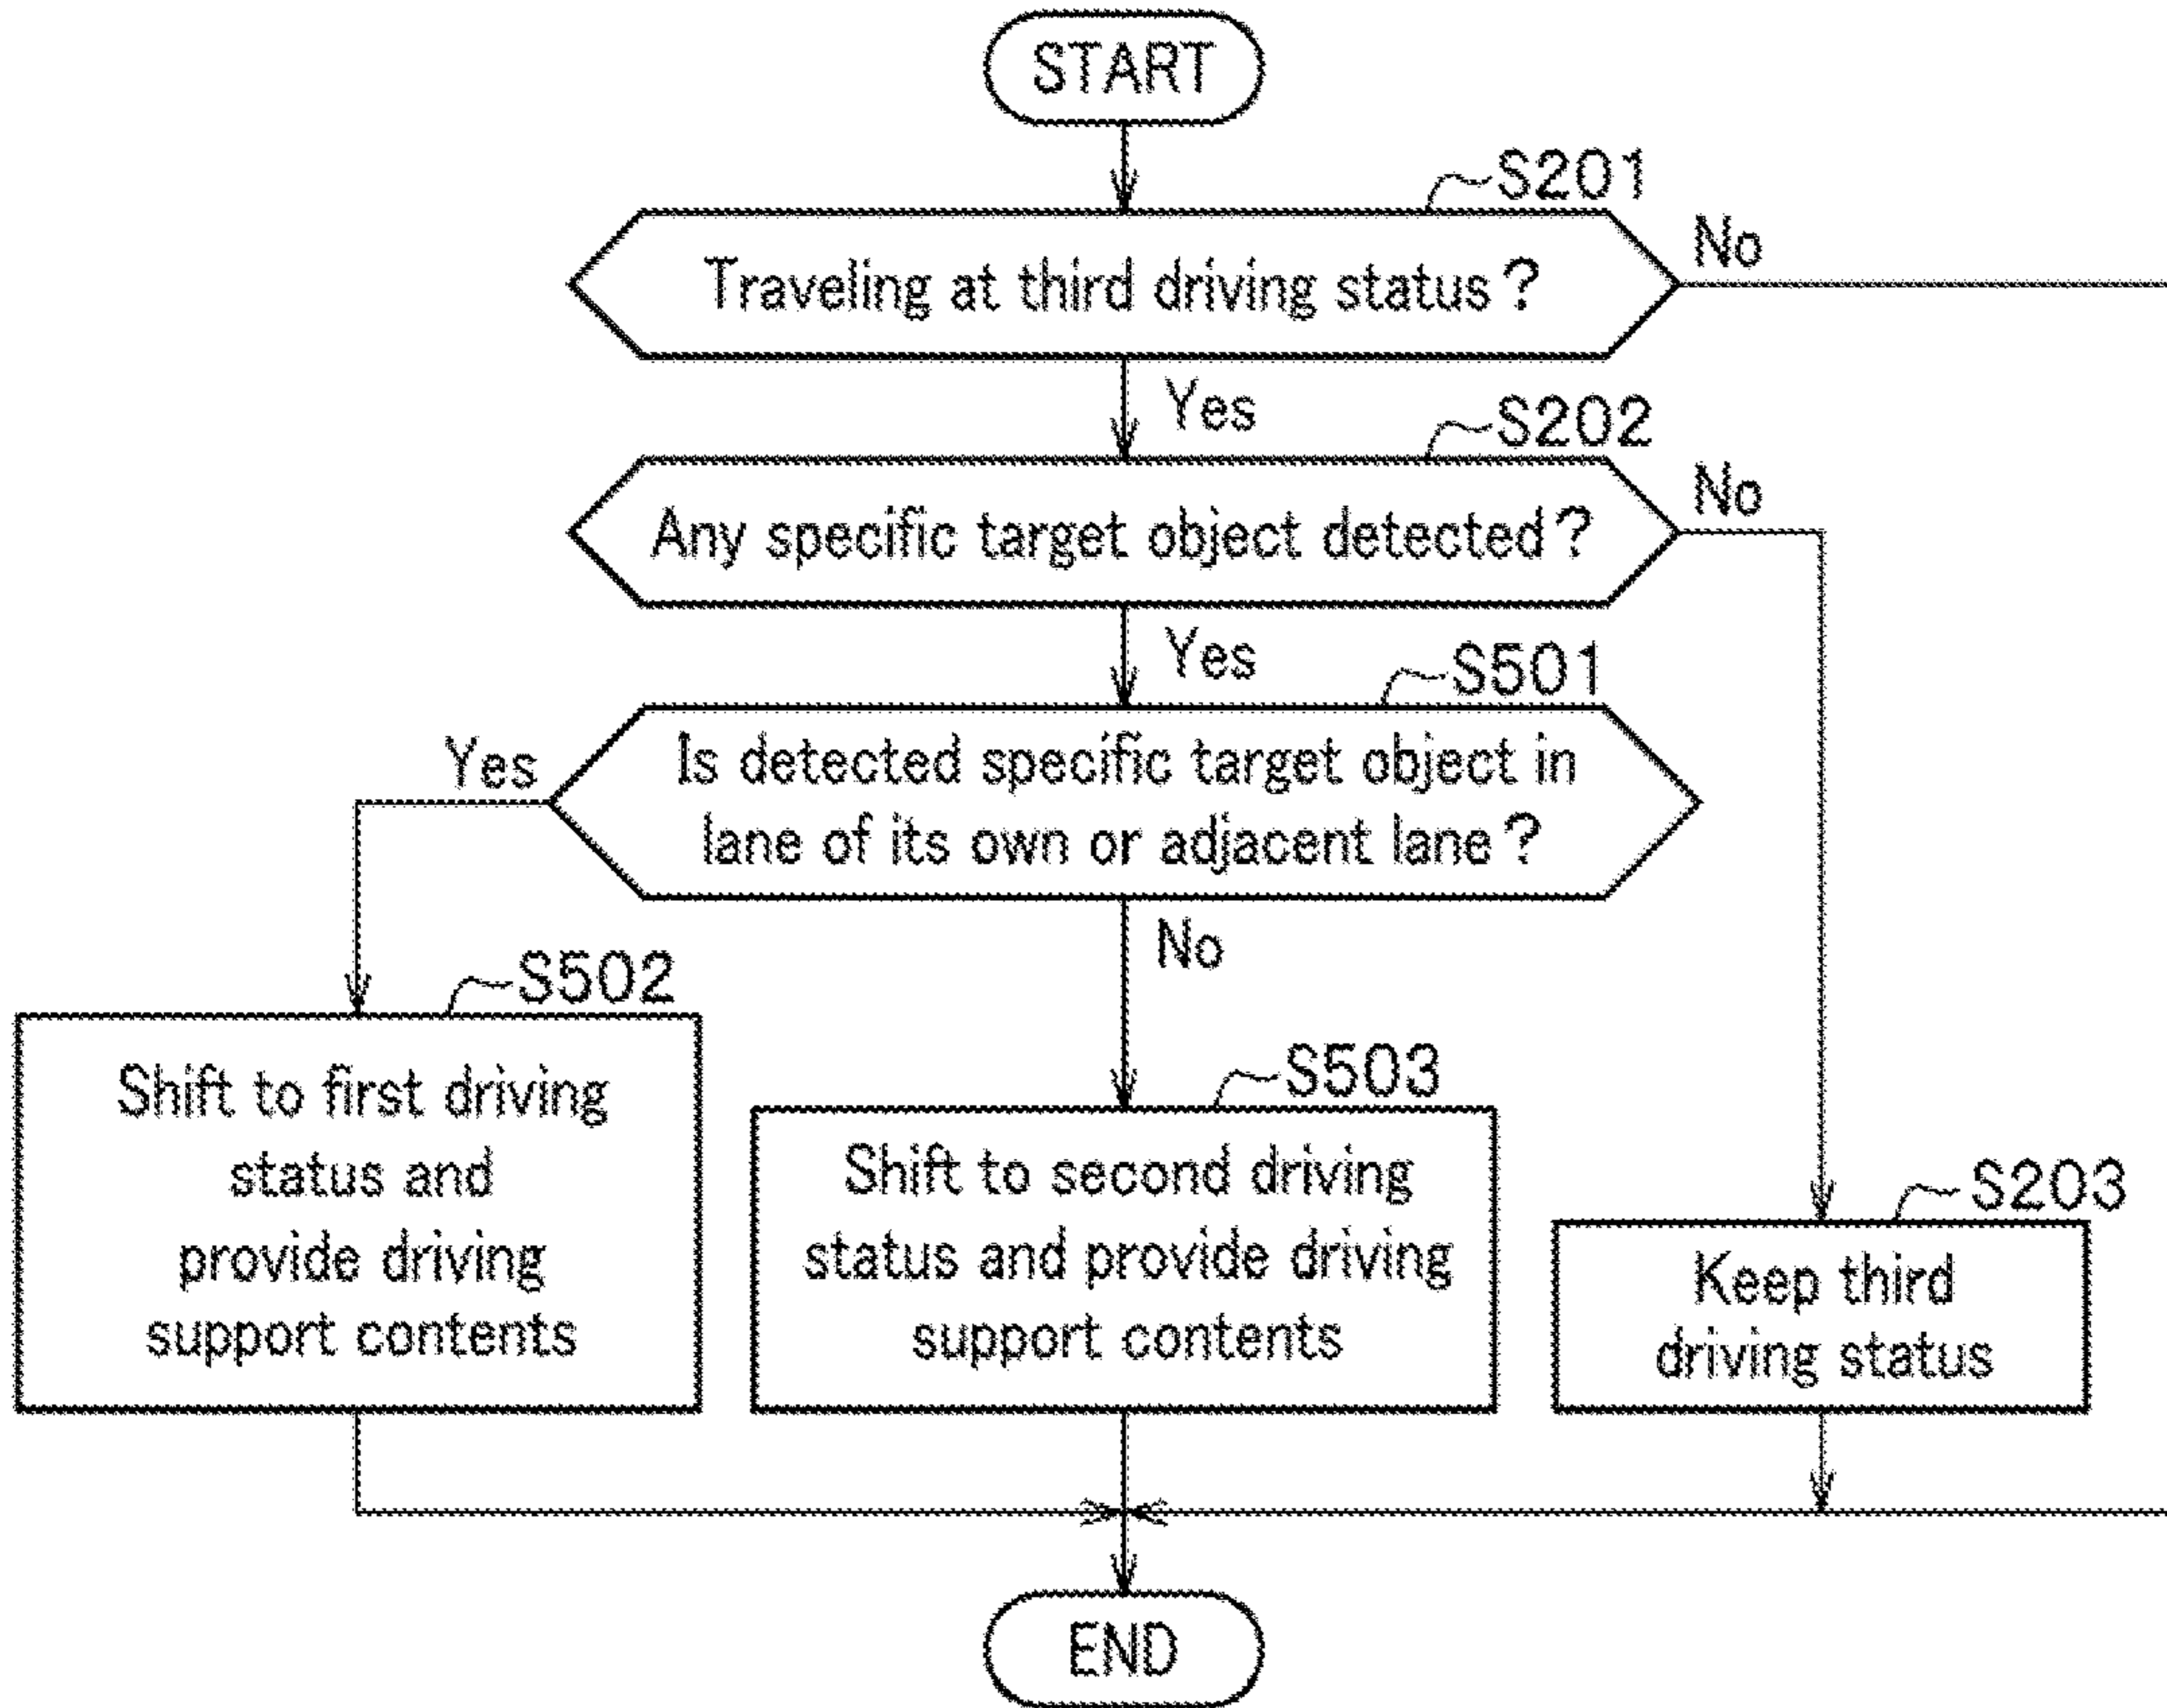 START
S201
Traveling at third driving status?
No
Yes
S202
Any specific target object detected?
No
Yes
S501
Is detected specific target object in
lane of its own or adjacent lane?
Yes
No
S502
Shift to first driving
status and
provide driving
support contents
S503
Shift to second driving
status and provide driving
support contents
S203
Keep third
driving status
END